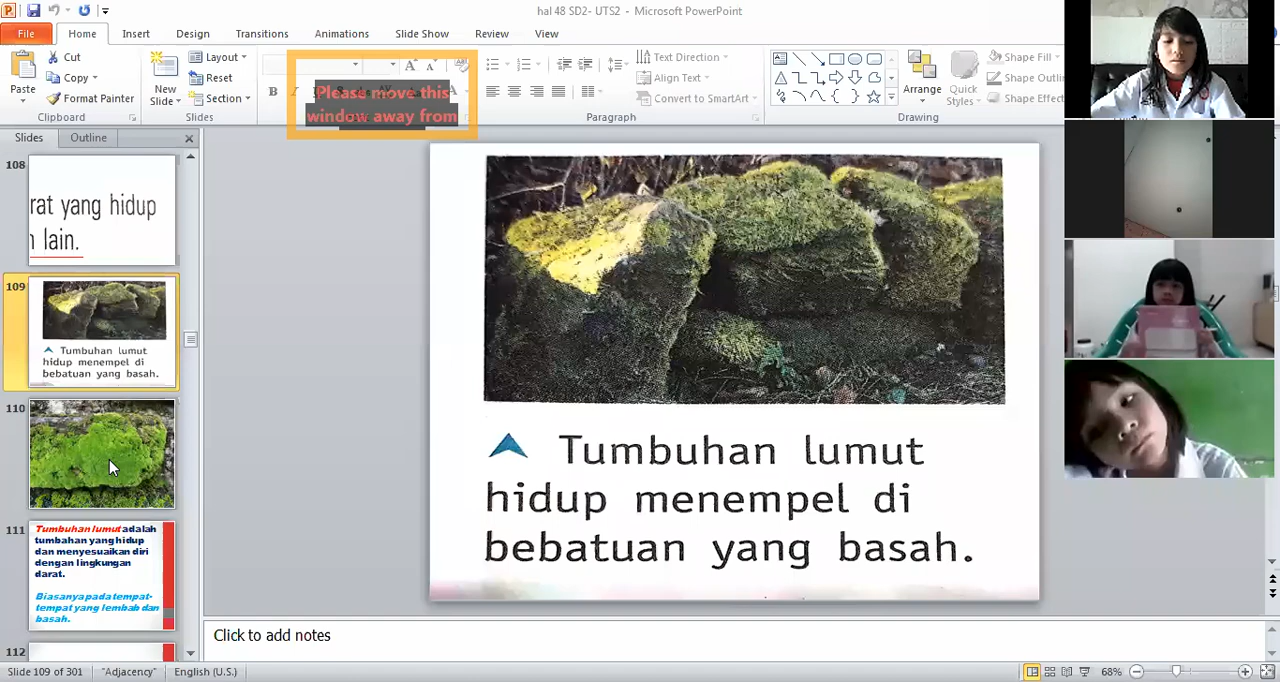 hal 48 SD2- UTS2 - Microsoft PowerPoint
File Home Insert Design Transitions Animations Slide Show Review View
Cut
Copy
Format Painter
Paste
Clipboard
New
Slide
Layout
Reset
Section
Slides
Please move this
window away from
Text Direction
Align Text
Convert to SmartArt
Paragraph
Arrange
Quick
Styles
Shape Fill
Shape Outli
Shape Effect
Drawing
Slides Outline
108
rat yang hidup
lain.
109
Tumbuhan lumut
hidup menempel di
bebatuan yang basah.
110
111
Tumbuhan lumut adalah
tumbahan yang hidup
dan menyesuaikan diri
dengan lingkungan
darat.
Biasanya pada tempat-
tempat yang lembab dan
basah.
112
Tumbuhan lumut
hidup menempel di
bebatuan yang basah.
Click to add notes
Slide 109 of 301 "Adjacency" English (U.S.) 68%